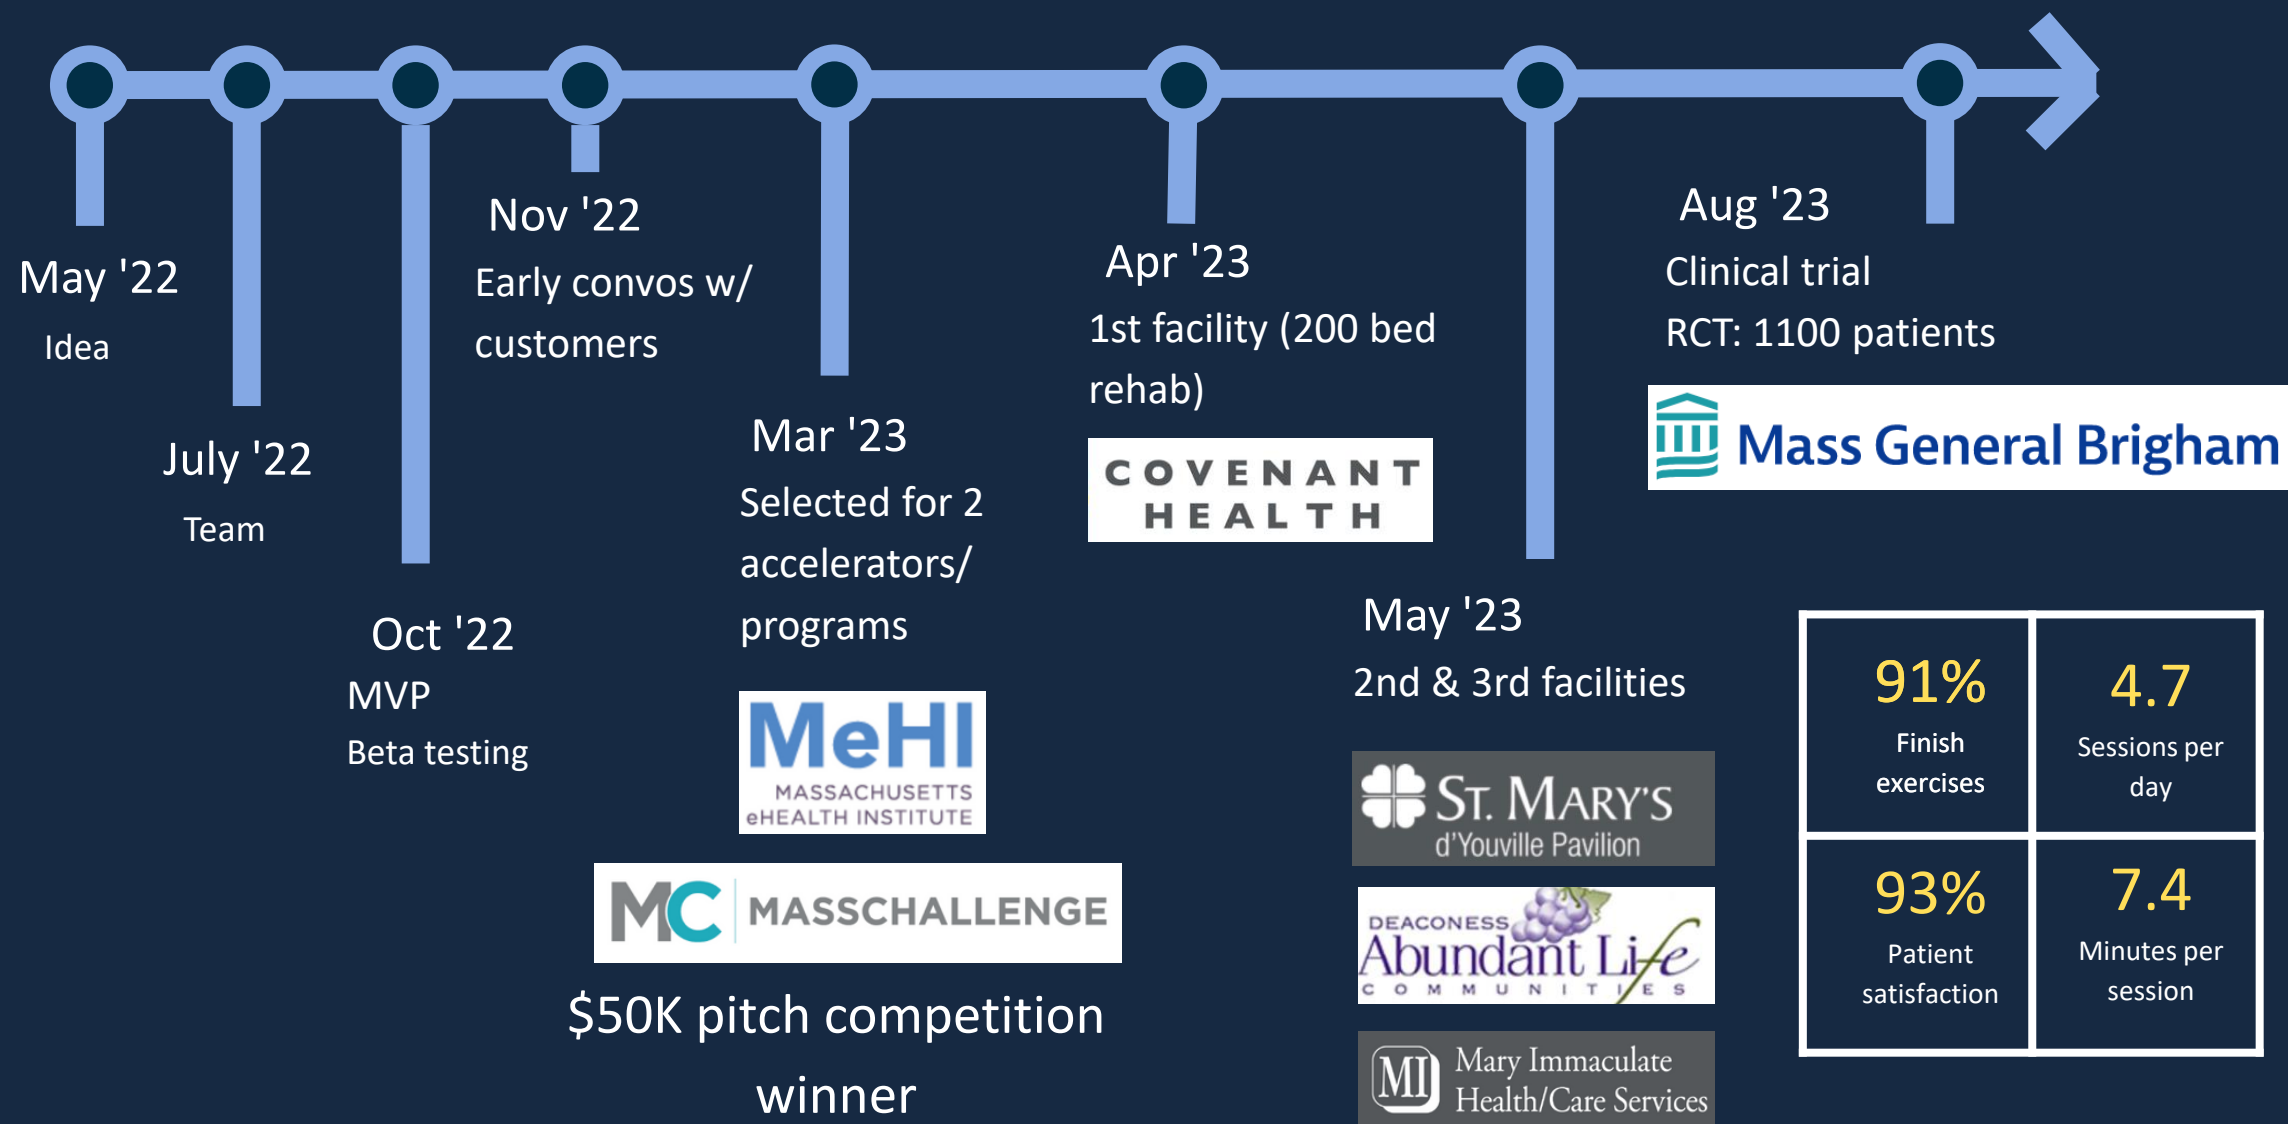 May '22
Idea
July '22
Team
Oct '22
MVP
Beta testing
Nov '22
Early convos w/
customers
Mar '23
Selected for 2
accelerators/
programs
MeHI
MASSACHUSETTS
eHEALTH INSTITUTE
MC MASSCHALLENGE
$50K pitch competition
winner
Apr '23
1st facility (200 bed
rehab)
COVENANT
HEALTH
May '23
2nd & 3rd facilities
ST. MARY'S
d'Youville Pavilion
DEACONESS
Abundant Life
COMMUNITIES
MI Mary Immaculate
Health/Care Services
Aug '23
Clinical trial
RCT: 1100 patients
Mass General Brigham
91%
Finish
exercises
4.7
Sessions per
day
93%
Patient
satisfaction
7.4
Minutes per
session